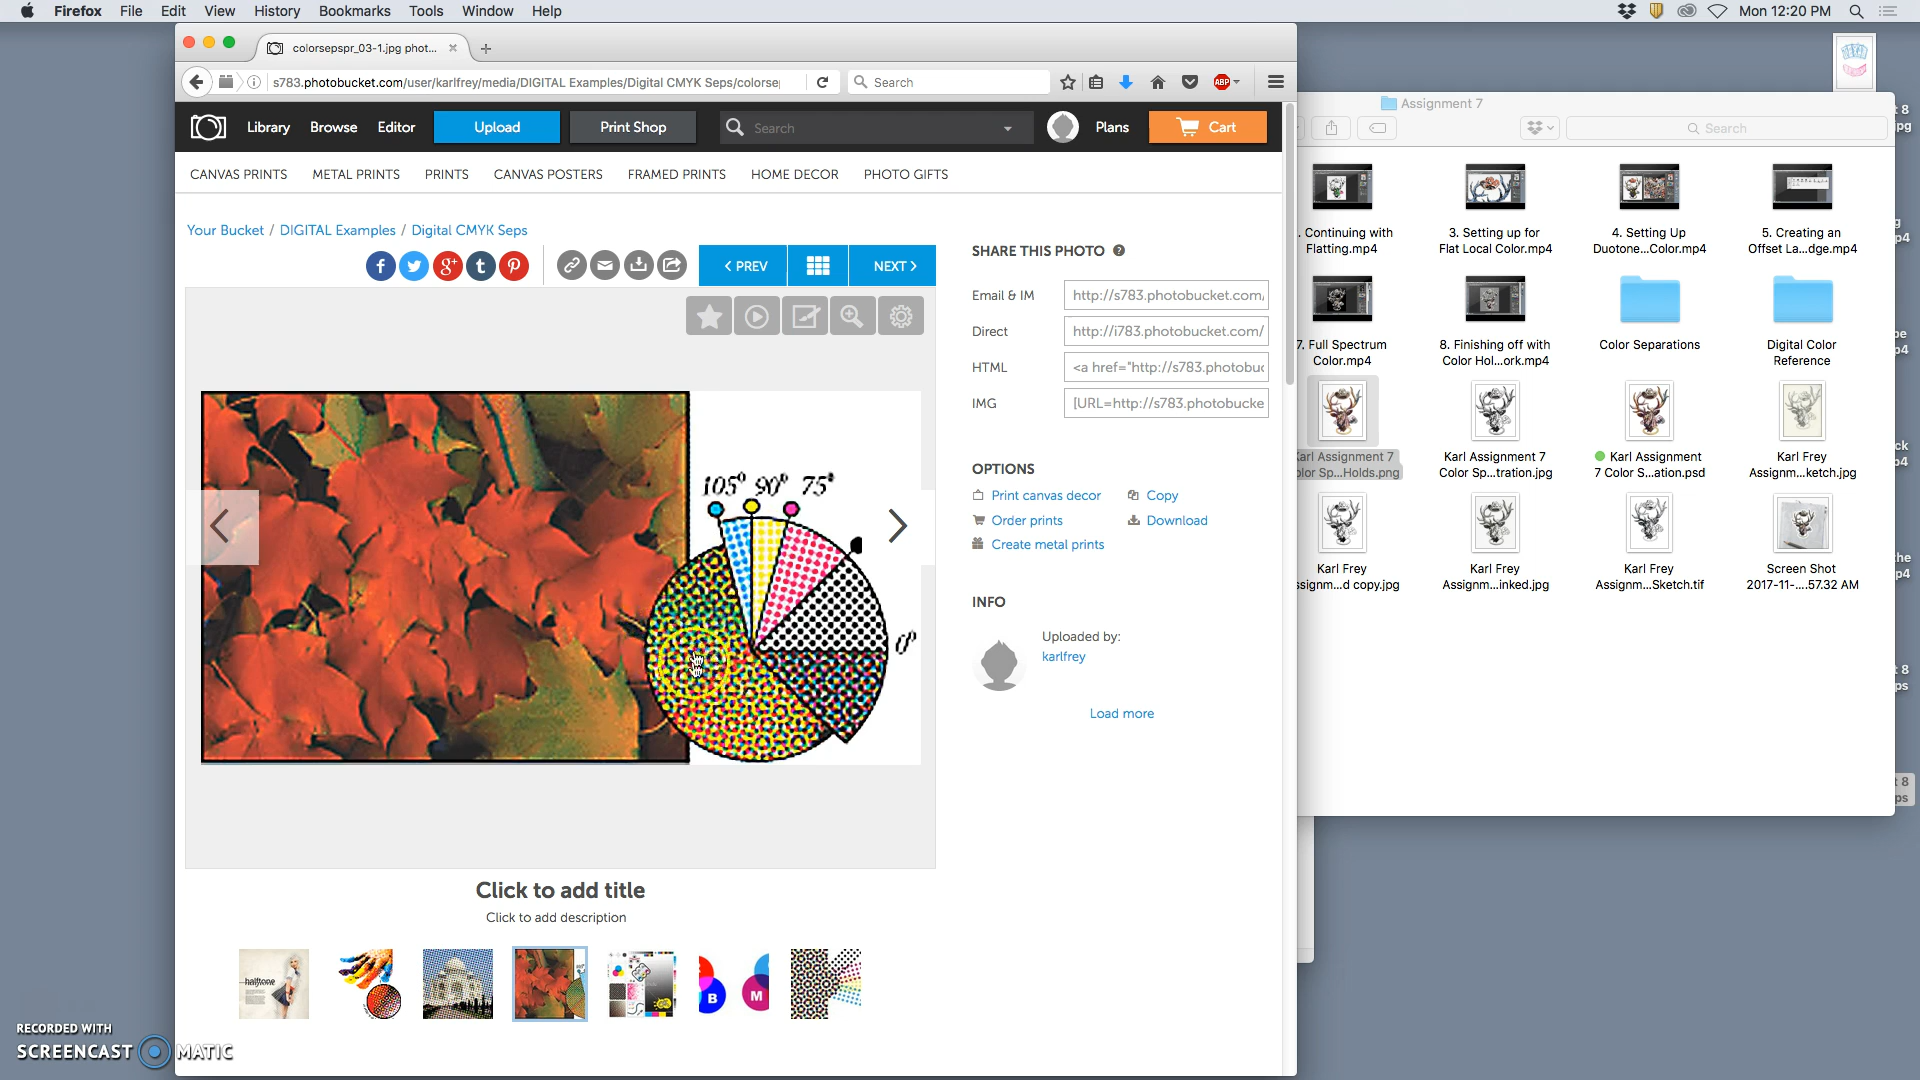 Firefox File Edit View History Bookmarks Tools Window Help
Mon 12:20 PM
colorsepspr_03-1.jpg phot...
s783.photobucket.com/user/karlfrey/media/DIGITAL Examples/Digital CMYK Seps/colorse
Search
ABP
Library Browse Editor Upload Print Shop
Search
Plans
Cart
CANVAS PRINTS METAL PRINTS PRINTS CANVAS POSTERS FRAMED PRINTS HOME DECOR PHOTO GIFTS
Your Bucket / DIGITAL Examples / Digital CMYK Seps
< PREV
NEXT >
105° 90° 75°
0°
SHARE THIS PHOTO ?
Email & IM http://s783.photobucket.com/
Direct http://i783.photobucket.com/
HTML <a href="http://s783.photobuc
IMG [URL=http://s783.photobucke
OPTIONS
Print canvas decor Copy
Order prints Download
Create metal prints
INFO
Uploaded by:
karlfrey
Load more
Click to add title
Click to add description
halftone
B
M
Assignment 7
Search
. Continuing with
Flatting.mp4
3. Setting up for
Flat Local Color.mp4
4. Setting Up
Duotone...Color.mp4
5. Creating an
Offset La...dge.mp4
7. Full Spectrum
Color.mp4
8. Finishing off with
Color Hol...ork.mp4
Color Separations
Digital Color
Reference
Karl Assignment 7
olor Sp...Holds.png
Karl Assignment 7
Color Sp...tration.jpg
Karl Assignment
7 Color S...ation.psd
Karl Frey
Assignm...ketch.jpg
Karl Frey
ssignm...d copy.jpg
Karl Frey
Assignm...inked.jpg
Karl Frey
Assignm...Sketch.tif
Screen Shot
2017-11-....57.32 AM
RECORDED WITH
SCREENCAST MATIC